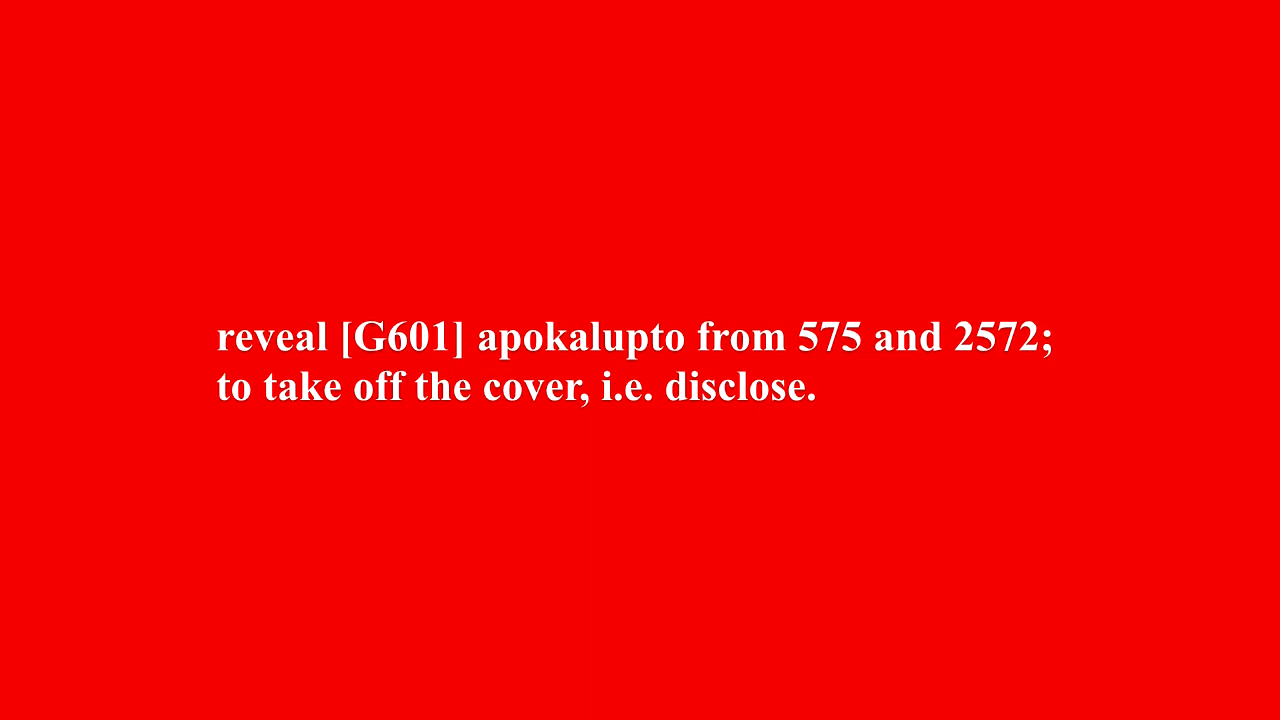 reveal [G601] apokalupto from 575 and 2572;
to take off the cover, i.e. disclose.